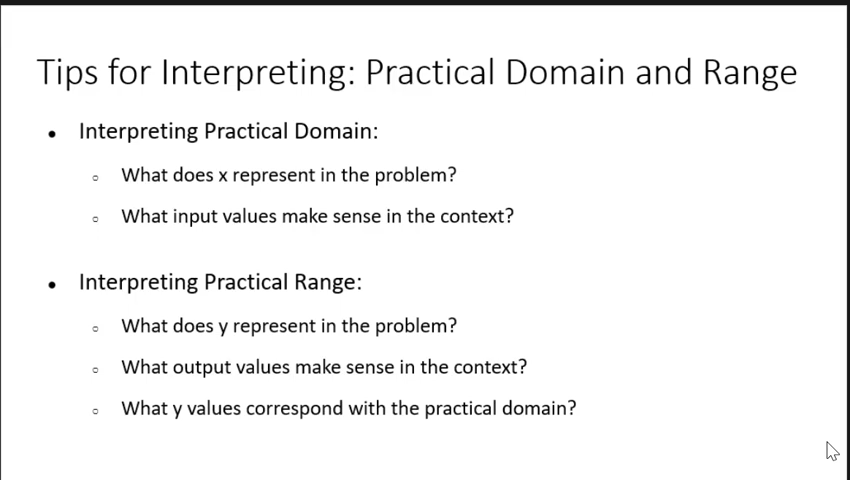 Tips for Interpreting: Practical Domain and Range
• Interpreting Practical Domain:
○ What does x represent in the problem?
○ What input values make sense in the context?
• Interpreting Practical Range:
○ What does y represent in the problem?
○ What output values make sense in the context?
○ What y values correspond with the practical domain?